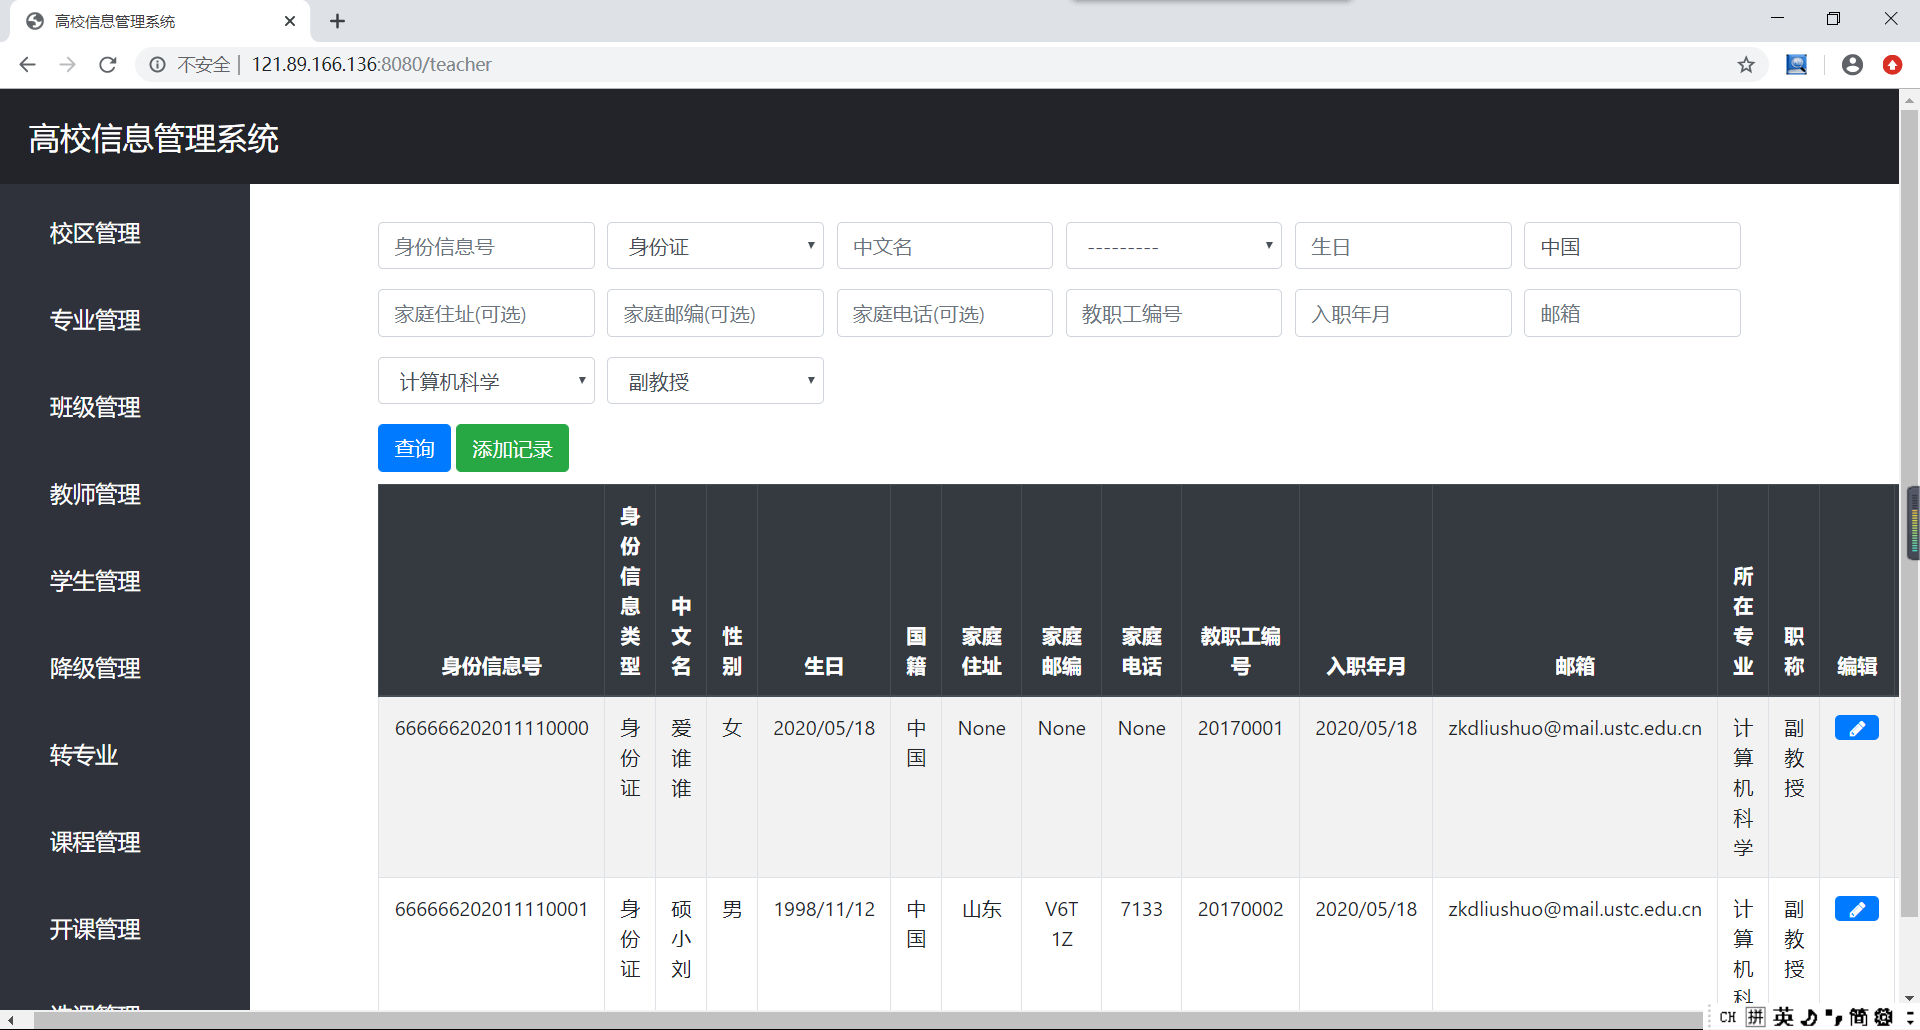 高校信息管理系统
不安全 | 121.89.166.136:8080/teacher
高校信息管理系统
校区管理
专业管理
班级管理
教师管理
学生管理
降级管理
转专业
课程管理
开课管理
选课管理
身份信息号 身份证 中文名 --------- 生日 中国
家庭住址(可选) 家庭邮编(可选) 家庭电话(可选) 教职工编号 入职年月 邮箱
计算机科学 副教授
查询 添加记录
身份信息号 身份信息类型 中文名 性别 生日 国籍 家庭住址 家庭邮编 家庭电话 教职工编号 入职年月 邮箱 所在专业 职称 编辑
666666202011110000 身份证 爱谁谁 女 2020/05/18 中国 None None None 20170001 2020/05/18 zkdliushuo@mail.ustc.edu.cn 计算机科学 副教授
666666202011110001 身份证 硕小刘 男 1998/11/12 中国 山东 V6T1Z 7133 20170002 2020/05/18 zkdliushuo@mail.ustc.edu.cn 计算机科 副教授
CH 拼 英 简